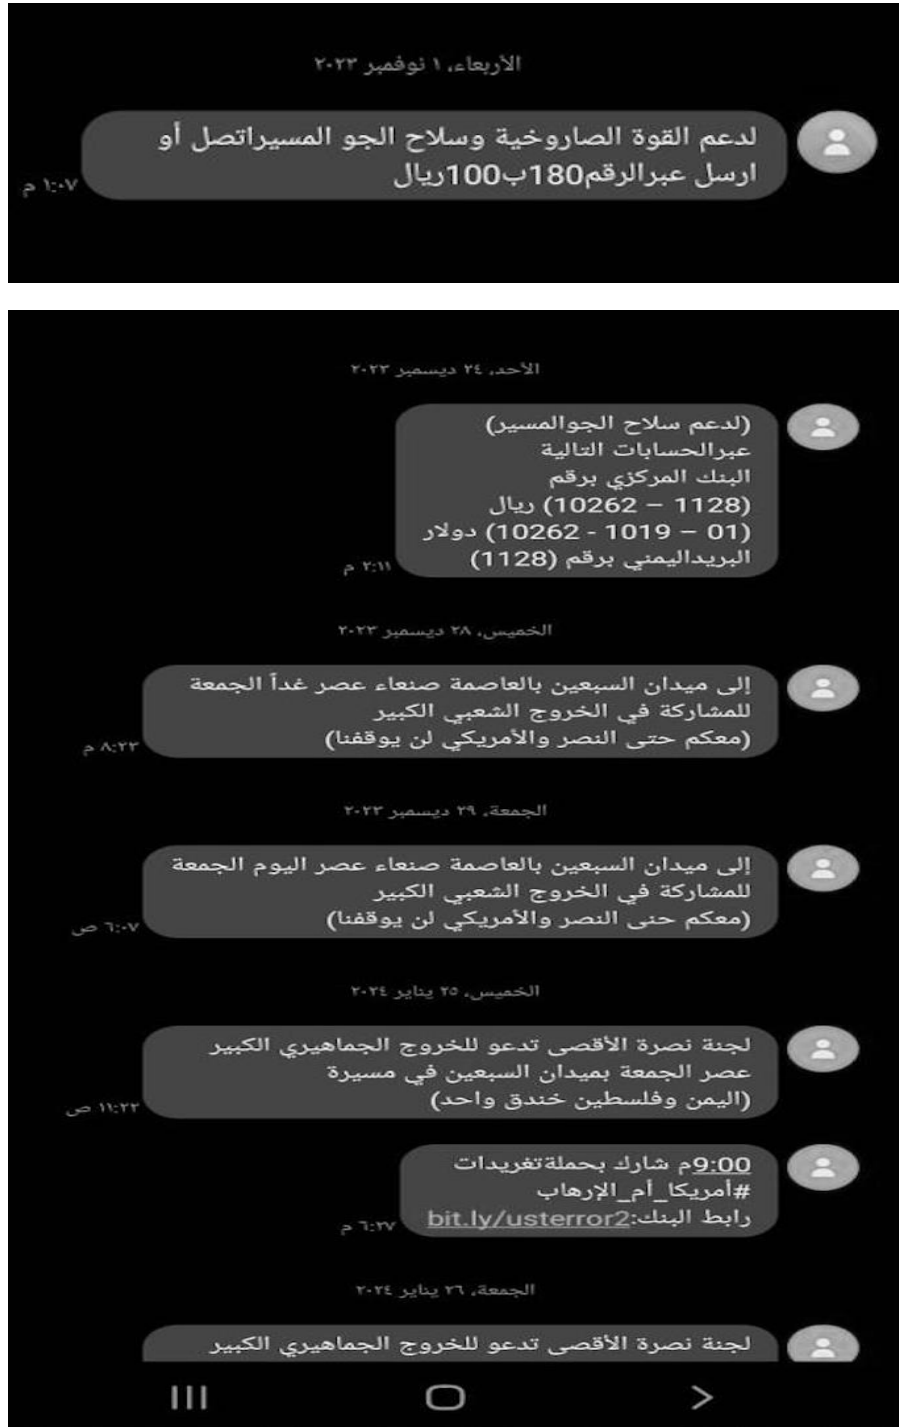 الأربعاء، ١ نوفمبر ٢٠٢٣
لدعم القوة الصاروخية وسلاح الجو المسيراتصل أو
ارسل عبرالرقم180ب100ريال
١:٠٧ م
الأحد، ٢٤ ديسمبر ٢٠٢٣
(لدعم سلاح الجوالمسير)
عبرالحسابات التالية
البنك المركزي برقم
(1128 – 10262) ريال
(01 – 1019 - 10262) دولار
البريداليمني برقم (1128)
٢:١١ م
الخميس، ٢٨ ديسمبر ٢٠٢٣
إلى ميدان السبعين بالعاصمة صنعاء عصر غداً الجمعة
للمشاركة في الخروج الشعبي الكبير
(معكم حتى النصر والأمريكي لن يوقفنا)
٨:٢٣ م
الجمعة، ٢٩ ديسمبر ٢٠٢٣
إلى ميدان السبعين بالعاصمة صنعاء عصر اليوم الجمعة
للمشاركة في الخروج الشعبي الكبير
(معكم حنى النصر والأمريكي لن يوقفنا)
٦:٠٧ ص
الخميس، ٢٥ يناير ٢٠٢٤
لجنة نصرة الأقصى تدعو للخروج الجماهيري الكبير
عصر الجمعة بميدان السبعين في مسيرة
(اليمن وفلسطين خندق واحد)
١١:٢٢ ص
9:00م شارك بحملةتغريدات
#أمريكا_أم_الإرهاب
رابط البنك:bit.ly/usterror2
٦:٢٧ م
الجمعة، ٢٦ يناير ٢٠٢٤
لجنة نصرة الأقصى تدعو للخروج الجماهيري الكبير